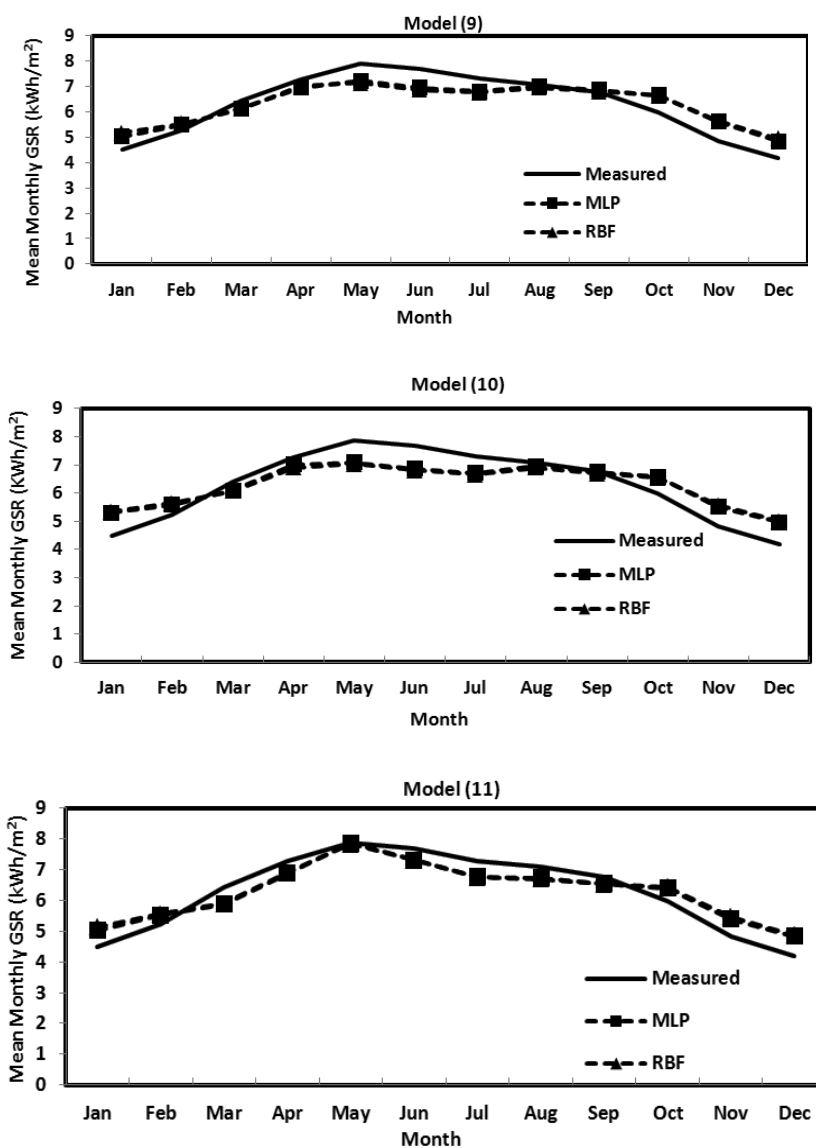 Model (9)
Mean Monthly GSR (kWh/m²)
9
8
7
6
5
4
3
2
1
0
Measured
MLP
RBF
Jan Feb Mar Apr May Jun Jul Aug Sep Oct Nov Dec
Month
Model (10)
Mean Monthly GSR (KWh/m²)
9
8
7
6
5
4
3
2
1
0
Measured
MLP
RBF
Jan Feb Mar Apr May Jun Jul Aug Sep Oct Nov Dec
Month
Model (11)
Mean Monthly GSR (kWh/m²)
9
8
7
6
5
4
3
2
1
0
Measured
MLP
RBF
Jan Feb Mar Apr May Jun Jul Aug Sep Oct Nov Dec
Month